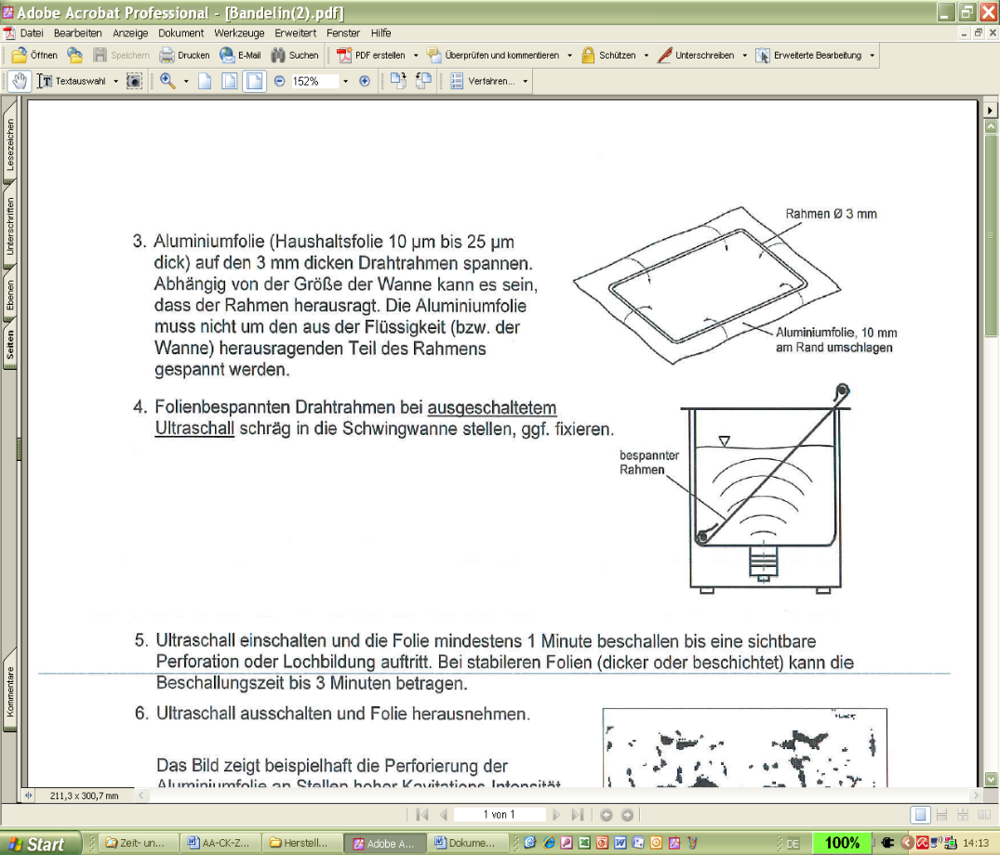 Adobe Acrobat Professional - [Bandelin(2).pdf]
Datei Bearbeiten Anzeige Dokument Werkzeuge Erweitert Fenster Hilfe
Öffnen Speichern Drucken E-Mail Suchen PDF erstellen Überprüfen und kommentieren Schützen Unterschreiben Erweiterte Bearbeitung
Textauswahl 152% Verfahren...
Lesezeichen
Unterschriften
Ebenen
Seiten
Kommentare
Rahmen Ø 3 mm
3. Aluminiumfolie (Haushaltsfolie 10 µm bis 25 µm
dick) auf den 3 mm dicken Drahtrahmen spannen.
Abhängig von der Größe der Wanne kann es sein,
dass der Rahmen herausragt. Die Aluminiumfolie
muss nicht um den aus der Flüssigkeit (bzw. der
Wanne) herausragenden Teil des Rahmens
gespannt werden.
Aluminiumfolie, 10 mm
am Rand umschlagen
4. Folienbespannten Drahtrahmen bei ausgeschaltetem
Ultraschall schräg in die Schwingwanne stellen, ggf. fixieren.
bespannter
Rahmen
5. Ultraschall einschalten und die Folie mindestens 1 Minute beschallen bis eine sichtbare
Perforation oder Lochbildung auftritt. Bei stabileren Folien (dicker oder beschichtet) kann die
Beschallungszeit bis 3 Minuten betragen.
6. Ultraschall ausschalten und Folie herausnehmen.
Das Bild zeigt beispielhaft die Perforierung der
Aluminiumfolie an Stellen hoher Kavitations-Intensität
211,3 x 300,7 mm
1 von 1
Start Zeit- un... AA-CK-Z... Herstell... Adobe A... Dokume... DE 100% 14:13